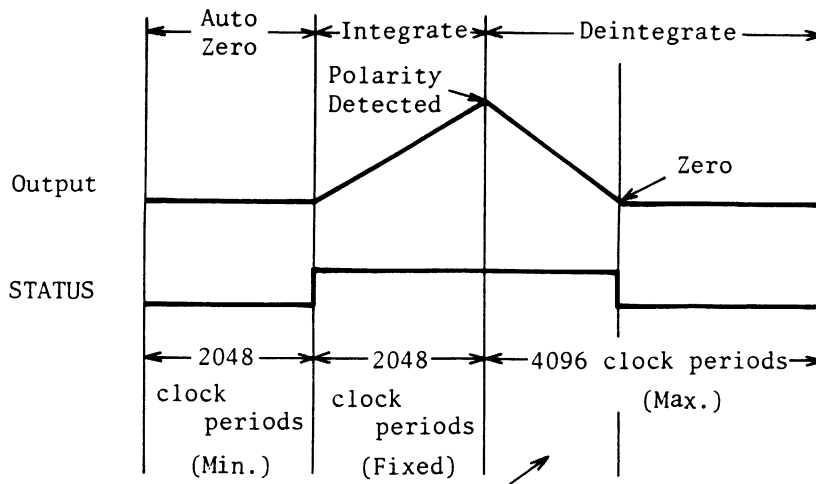 Auto
Zero
Integrate
Deintegrate
Polarity
Detected
Output
Zero
STATUS
2048
clock
periods
(Min.)
2048
clock
periods
(Fixed)
4096 clock periods
(Max.)